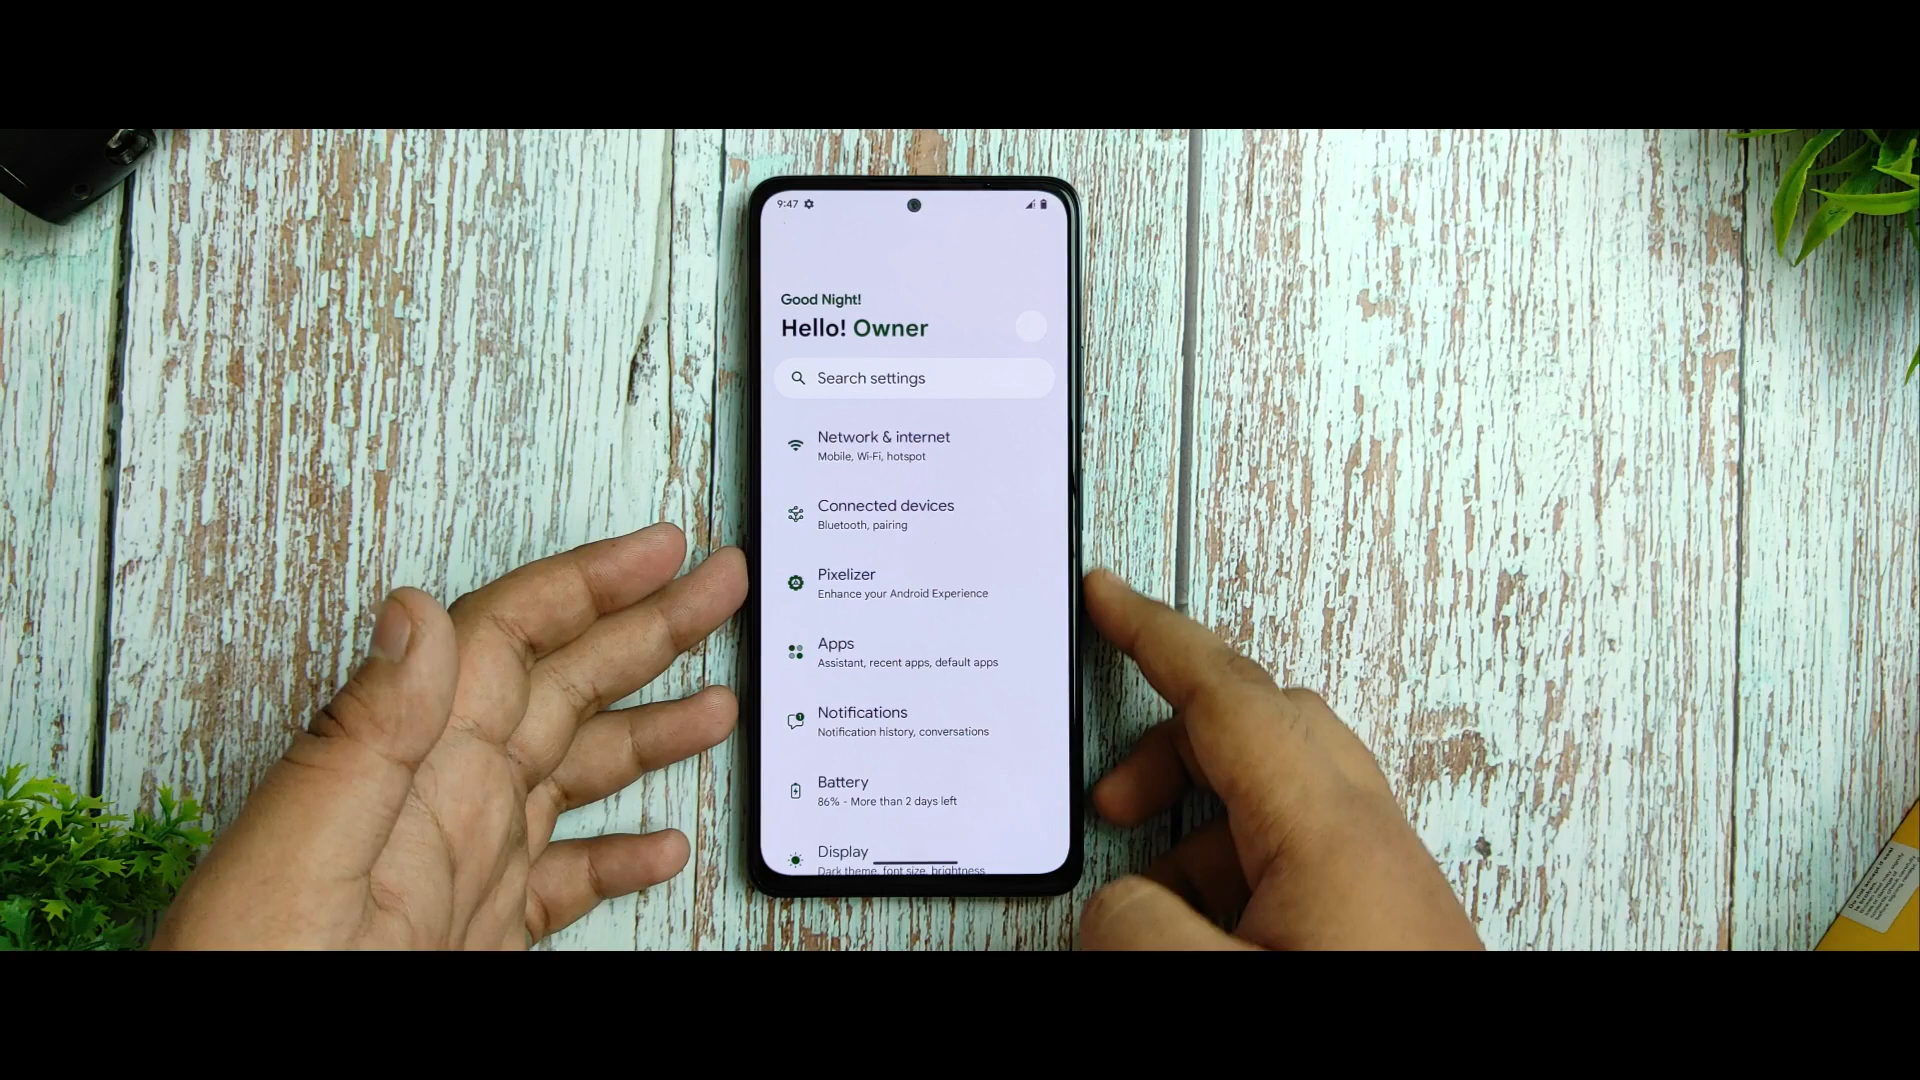 9:47
Good Night!
Hello! Owner
Search settings
Network & internet
Mobile, Wi-Fi, hotspot
Connected devices
Bluetooth, pairing
Pixelizer
Enhance your Android Experience
Apps
Assistant, recent apps, default apps
Notifications
Notification history, conversations
Battery
86% - More than 2 days left
Display
Dark theme, font size, brightness